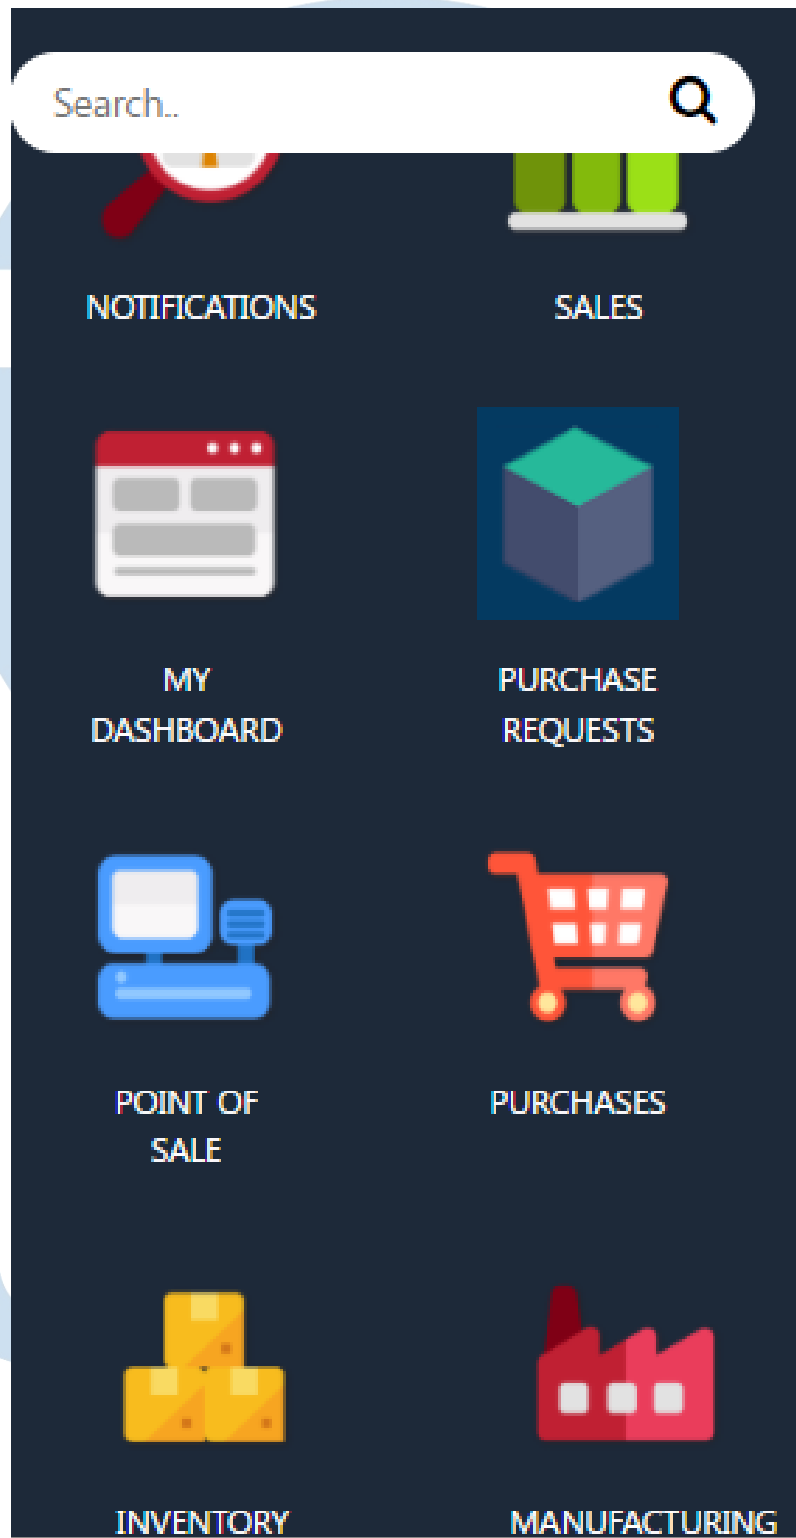 Search..
NOTIFICATIONS
SALES
MY
DASHBOARD
PURCHASE
REQUESTS
POINT OF
SALE
PURCHASES
INVENTORY
MANUFACTURING